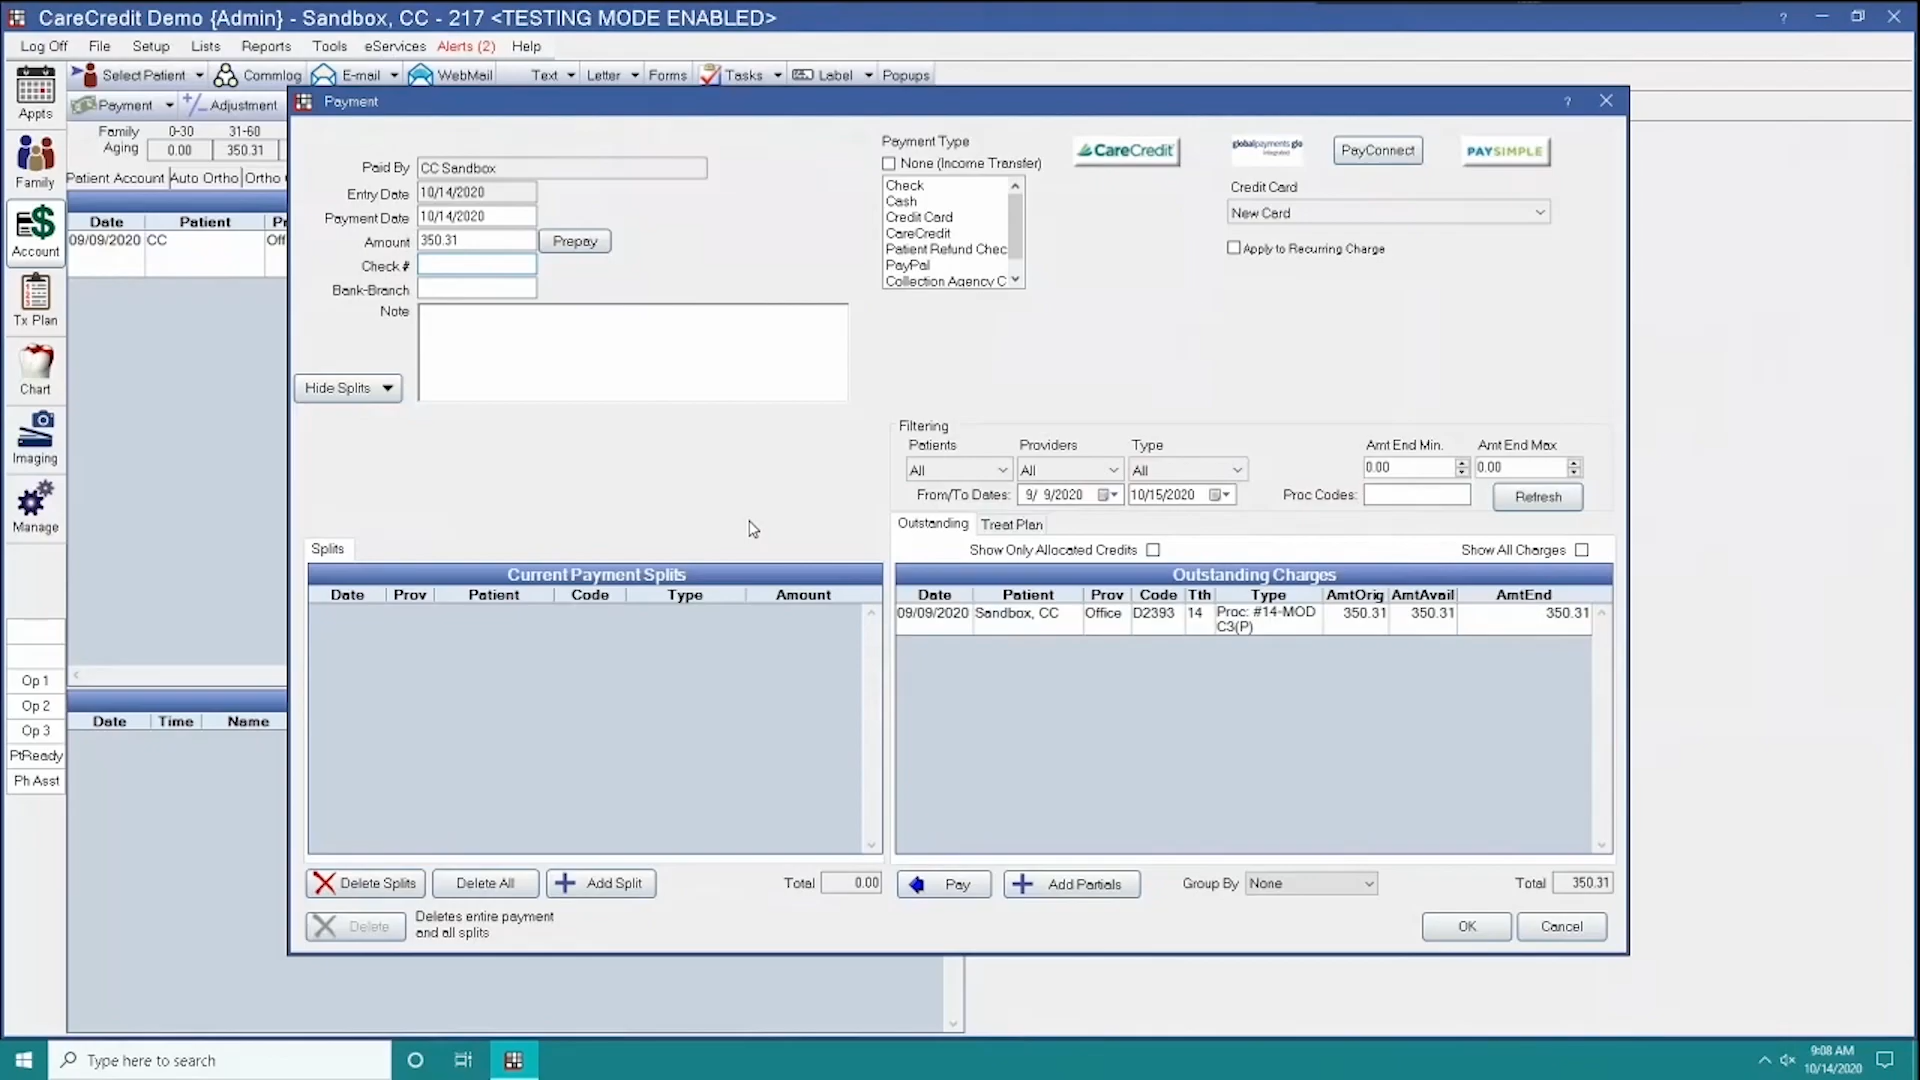 CareCredit Demo {Admin} - Sandbox, CC - 217 <TESTING MODE ENABLED>
Log Off File Setup Lists Reports Tools eServices Alerts (2) Help
Select Patient Commlog E-mail WebMail Text Letter Forms Tasks Label Popups
Payment Adjustment
Family Aging 0-30 31-60
0.00 350.31
Patient Account Auto Ortho Ortho
Date Patient
09/09/2020 CC Off
Date Time Name
Appts
Family
Account
Tx Plan
Chart
Imaging
Manage
Op 1
Op 2
Op 3
PtReady
Ph Asst
Payment
Paid By CC Sandbox
Entry Date 10/14/2020
Payment Date 10/14/2020
Amount 350.31 Prepay
Check #
Bank-Branch
Note
Hide Splits
Payment Type
None (Income Transfer)
Check
Cash
Credit Card
CareCredit
Patient Refund Chec
PayPal
Collection Agency C
CareCredit globalpayments PayConnect PAYSIMPLE
integrated
Credit Card
New Card
Apply to Recurring Charge
Filtering
Patients Providers Type Amt End Min. Amt End Max
All All All 0.00 0.00
From/To Dates: 9/ 9/2020 10/15/2020 Proc Codes: Refresh
Outstanding Treat Plan
Show Only Allocated Credits Show All Charges
Splits
Current Payment Splits
Date Prov Patient Code Type Amount
Outstanding Charges
Date Patient Prov Code Tth Type AmtOrig AmtAvail AmtEnd
09/09/2020 Sandbox, CC Office D2393 14 Proc: #14-MOD 350.31 350.31 350.31
C3(P)
Delete Splits Delete All Add Split Total 0.00
Pay Add Partials Group By None Total 350.31
Delete Deletes entire payment
and all splits
OK Cancel
Type here to search
9:08 AM
10/14/2020